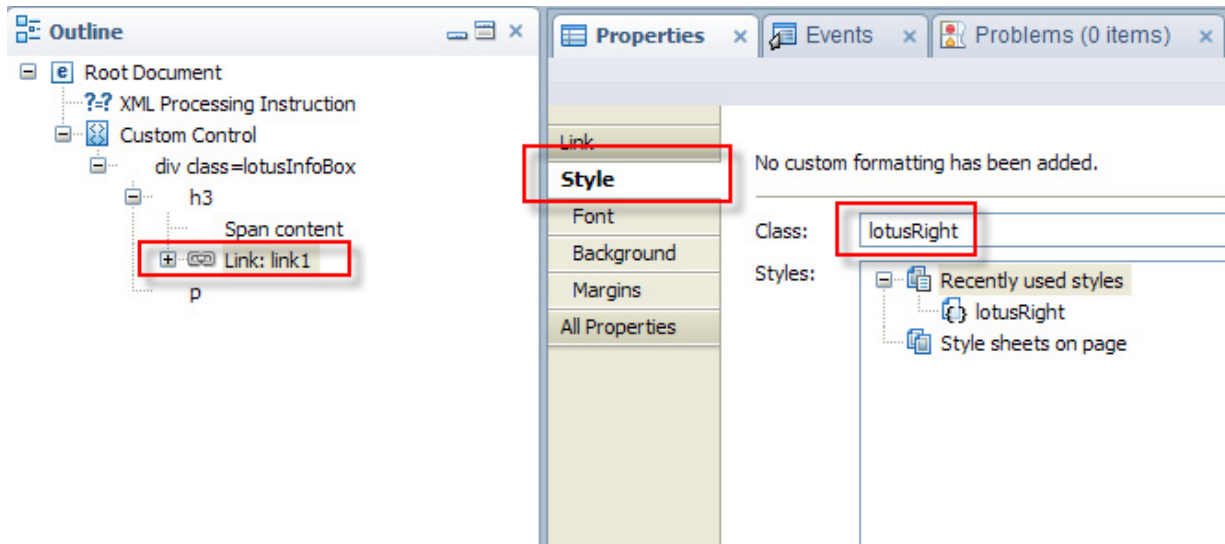 Outline
Root Document
?=? XML Processing Instruction
Custom Control
div class=lotusInfoBox
h3
Span content
Link: link1
p
Properties
Events
Problems (0 items)
Link
Style
Font
Background
Margins
All Properties
No custom formatting has been added.
Class:
lotusRight
Styles:
Recently used styles
lotusRight
Style sheets on page